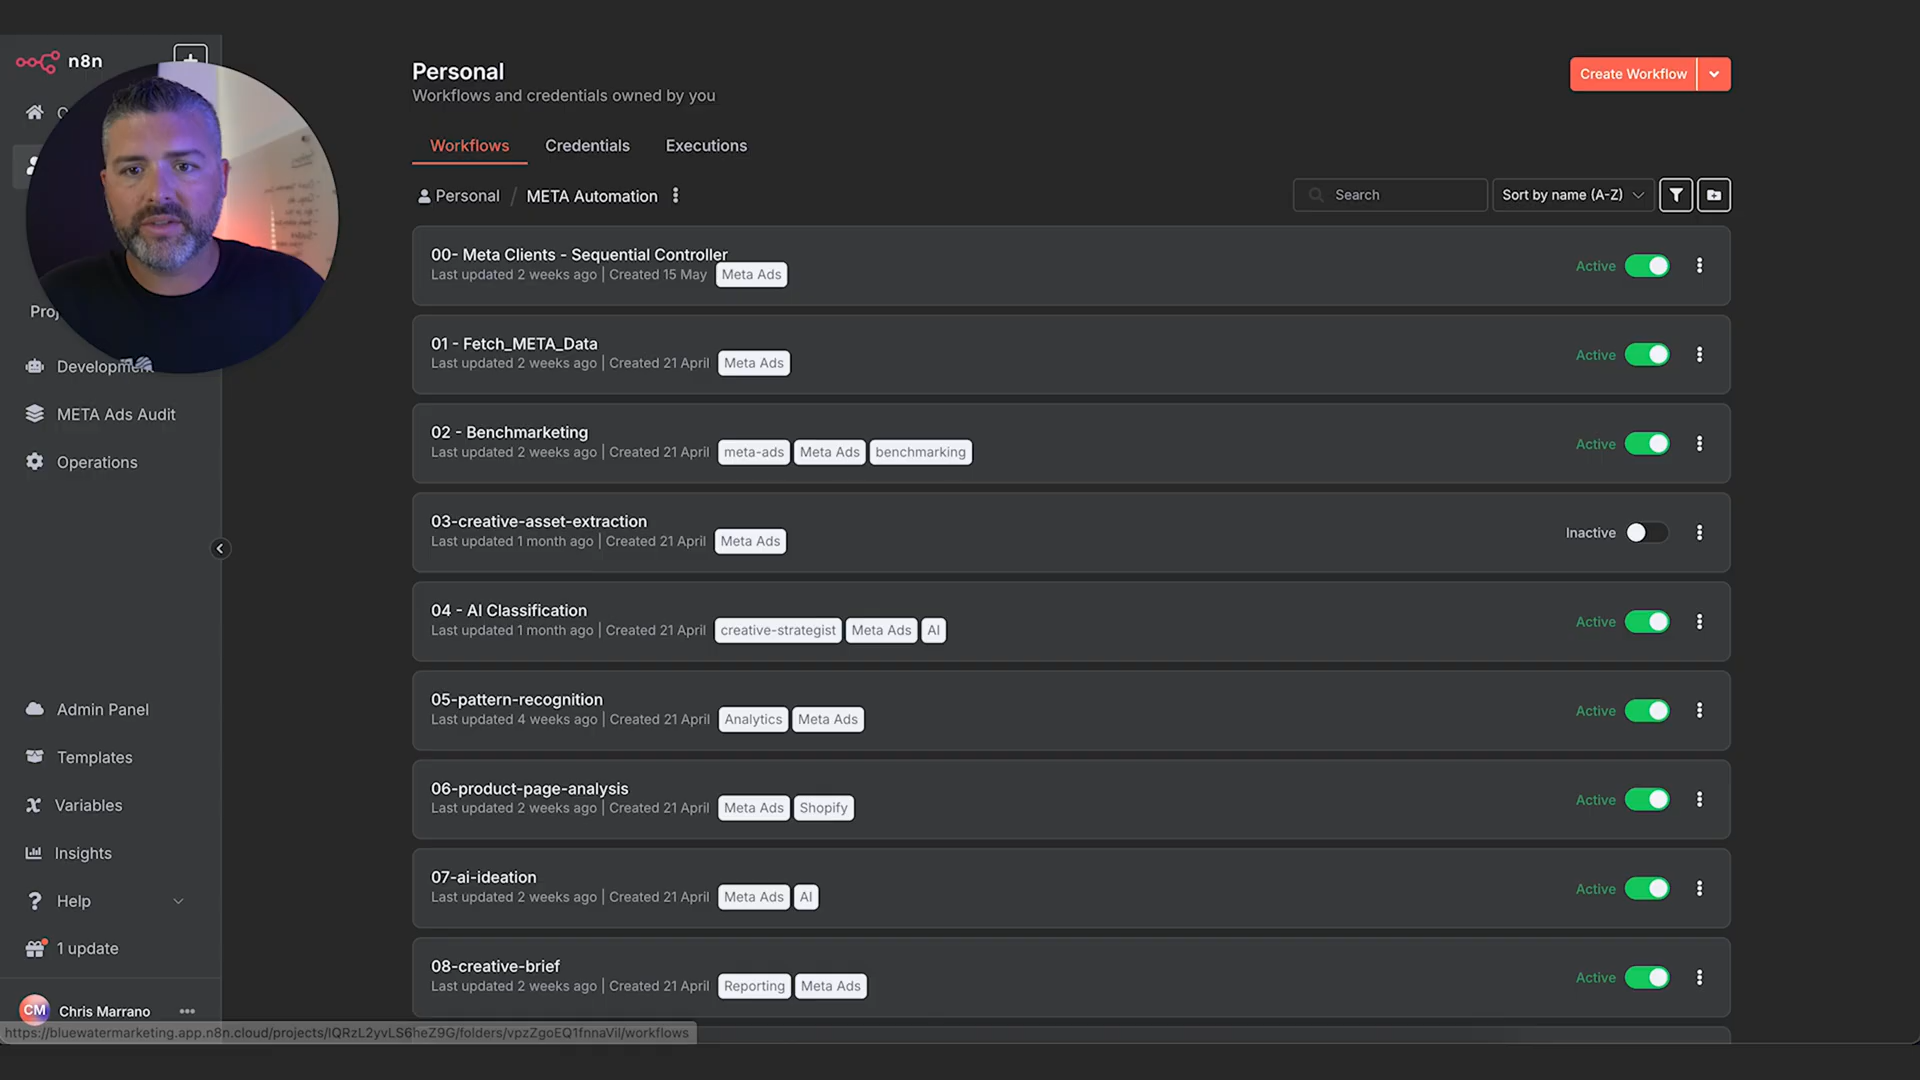 n8n
Personal
Create Workflow
Workflows and credentials owned by you
Workflows Credentials Executions
Personal / META Automation
Search
Sort by name (A-Z)
00- Meta Clients - Sequential Controller
Last updated 2 weeks ago | Created 15 May Meta Ads
Active
01 - Fetch_META_Data
Last updated 2 weeks ago | Created 21 April Meta Ads
Active
02 - Benchmarketing
Last updated 2 weeks ago | Created 21 April meta-ads Meta Ads benchmarking
Active
03-creative-asset-extraction
Last updated 1 month ago | Created 21 April Meta Ads
Inactive
04 - AI Classification
Last updated 1 month ago | Created 21 April creative-strategist Meta Ads AI
Active
05-pattern-recognition
Last updated 4 weeks ago | Created 21 April Analytics Meta Ads
Active
06-product-page-analysis
Last updated 2 weeks ago | Created 21 April Meta Ads Shopify
Active
07-ai-ideation
Last updated 2 weeks ago | Created 21 April Meta Ads AI
Active
08-creative-brief
Last updated 2 weeks ago | Created 21 April Reporting Meta Ads
Active
Proj
Development
META Ads Audit
Operations
Admin Panel
Templates
Variables
Insights
Help
1 update
CM Chris Marrano
https://bluewatermarketing.app.n8n.cloud/projects/IQRzL2yvLS6heZ9G/folders/vpzZgoEQ1fnnaVil/workflows